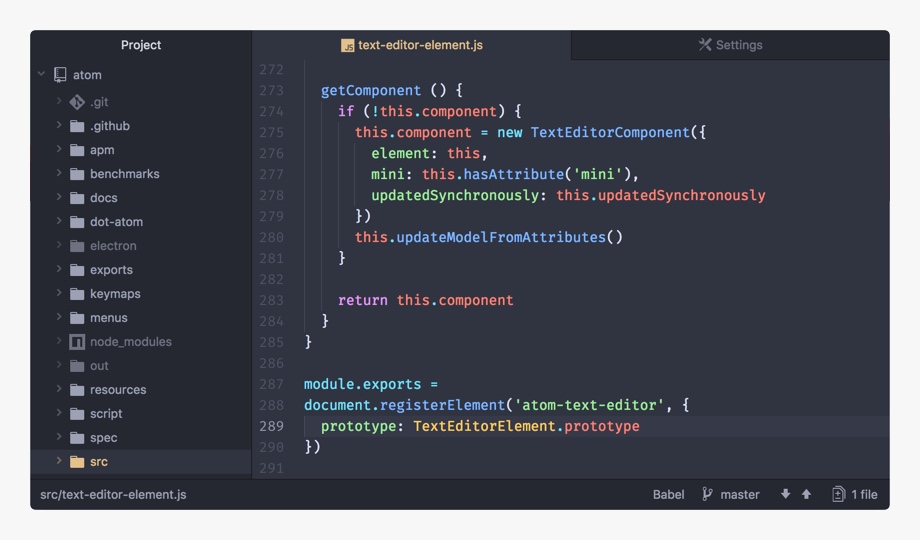 Project
text-editor-element.js
Settings
atom
.git
.github
apm
benchmarks
docs
dot-atom
electron
exports
keymaps
menus
node_modules
out
resources
script
spec
src
272
273 getComponent () {
274 if (!this.component) {
275 this.component = new TextEditorComponent({
276 element: this,
277 mini: this.hasAttribute('mini'),
278 updatedSynchronously: this.updatedSynchronously
279 })
280 this.updateModelFromAttributes()
281 }
282
283 return this.component
284 }
285 }
286
287 module.exports =
288 document.registerElement('atom-text-editor', {
289 prototype: TextEditorElement.prototype
290 })
291
src/text-editor-element.js
Babel
master
1 file